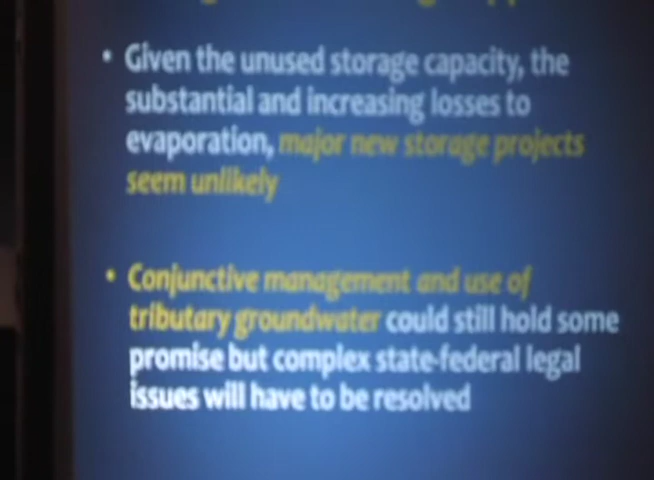 • Given the unused storage capacity, the
substantial and increasing losses to
evaporation, major new storage projects
seem unlikely
• Conjunctive management and use of
tributary groundwater could still hold some
promise but complex state-federal legal
issues will have to be resolved